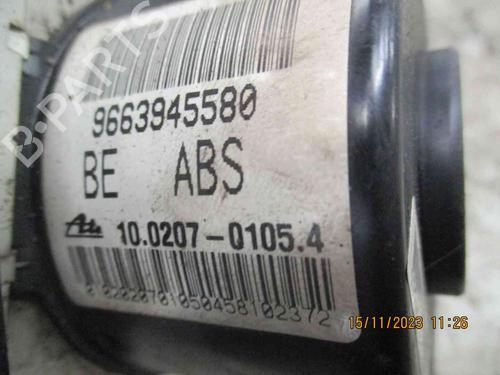 B-PARTS
9663945580
BE ABS
Ate 10.0207-0105.4
15/11/2023 11:26